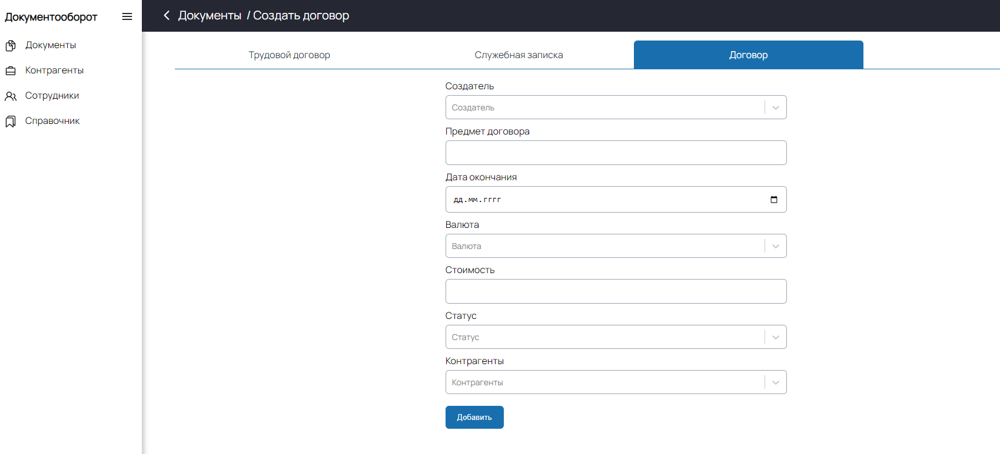 Документооборот
Документы
Контрагенты
Сотрудники
Справочник
Документы / Создать договор
Трудовой договор
Служебная записка
Договор
Создатель
Создатель
Предмет договора
Дата окончания
дд.мм.гггг
Валюта
Валюта
Стоимость
Статус
Статус
Контрагенты
Контрагенты
Добавить